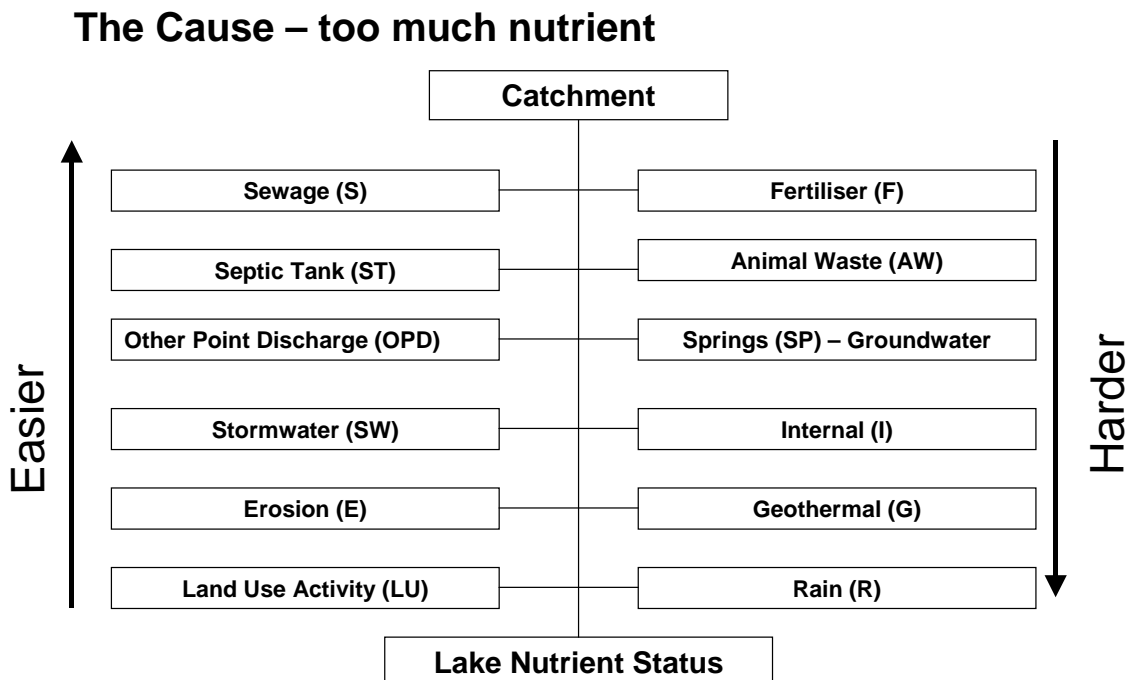 The Cause – too much nutrient
Catchment
Sewage (S)
Fertiliser (F)
Septic Tank (ST)
Animal Waste (AW)
Other Point Discharge (OPD)
Springs (SP) – Groundwater
Stormwater (SW)
Internal (I)
Erosion (E)
Geothermal (G)
Land Use Activity (LU)
Rain (R)
Lake Nutrient Status
Easier
Harder